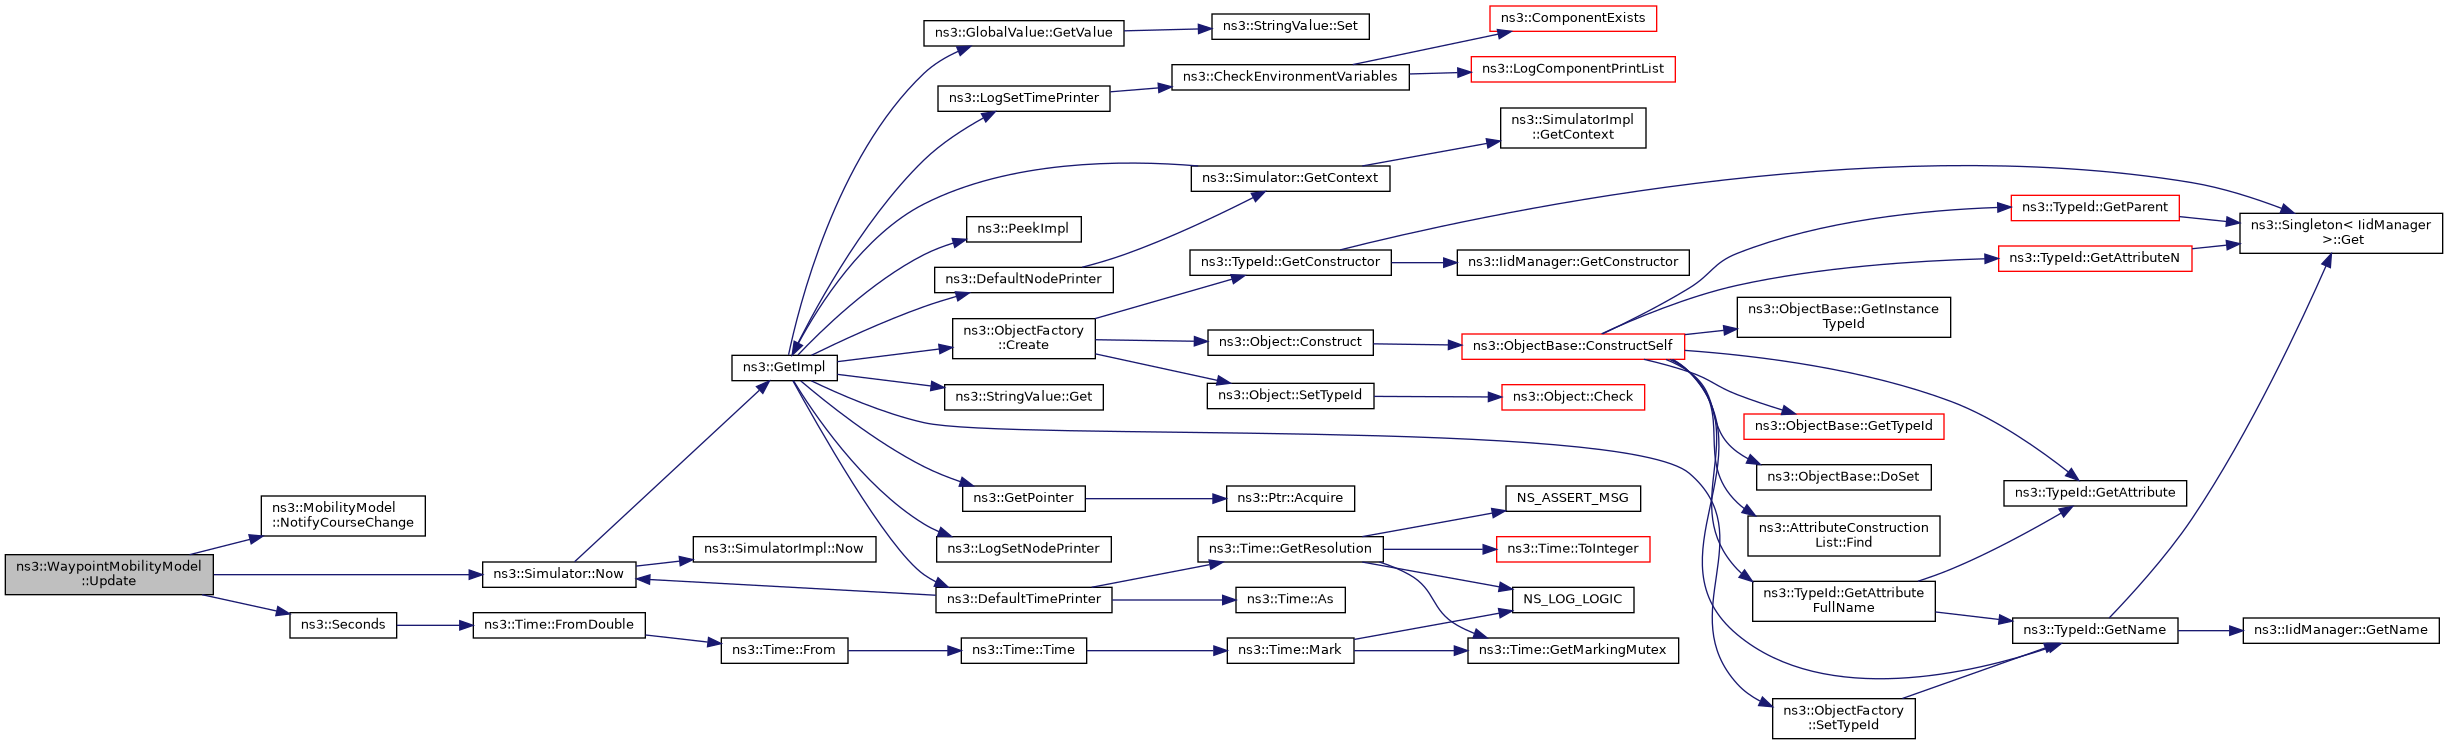 ns3::WaypointMobilityModel
::Update
ns3::MobilityModel
::NotifyCourseChange
ns3::Simulator::Now
ns3::Seconds
ns3::Time::FromDouble
ns3::SimulatorImpl::Now
ns3::Time::From
ns3::GetImpl
ns3::GlobalValue::GetValue
ns3::LogSetTimePrinter
ns3::PeekImpl
ns3::DefaultNodePrinter
ns3::ObjectFactory
::Create
ns3::StringValue::Get
ns3::GetPointer
ns3::LogSetNodePrinter
ns3::DefaultTimePrinter
ns3::Time::Time
ns3::StringValue::Set
ns3::CheckEnvironmentVariables
ns3::Simulator::GetContext
ns3::TypeId::GetConstructor
ns3::Object::Construct
ns3::Object::SetTypeId
ns3::Ptr::Acquire
ns3::Time::GetResolution
ns3::Time::As
ns3::Time::Mark
ns3::ComponentExists
ns3::LogComponentPrintList
ns3::SimulatorImpl
::GetContext
ns3::IidManager::GetConstructor
ns3::ObjectBase::ConstructSelf
ns3::Object::Check
NS_ASSERT_MSG
ns3::Time::ToInteger
NS_LOG_LOGIC
ns3::Time::GetMarkingMutex
ns3::ObjectBase::GetInstance
TypeId
ns3::ObjectBase::GetTypeId
ns3::ObjectBase::DoSet
ns3::AttributeConstruction
List::Find
ns3::TypeId::GetAttribute
FullName
ns3::ObjectFactory
::SetTypeId
ns3::TypeId::GetParent
ns3::TypeId::GetAttributeN
ns3::TypeId::GetAttribute
ns3::TypeId::GetName
ns3::Singleton< IidManager
>::Get
ns3::IidManager::GetName